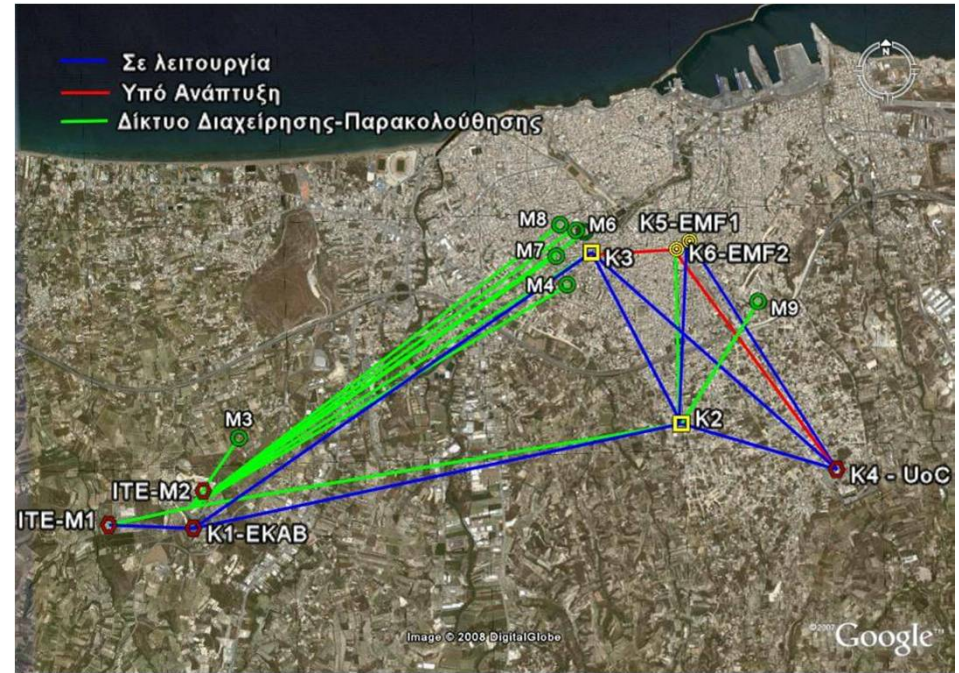 Σε λειτουργία
Υπό Ανάπτυξη
Δίκτυο Διαχείρησης-Παρακολούθησης
N
M8
M6
K5-EMF1
M7
K3
K6-EMF2
M4
M9
M3
K2
ITE-M2
K4 - UoC
ITE-M1
K1-EKAB
Image © 2008 DigitalGlobe
©2007 Google™